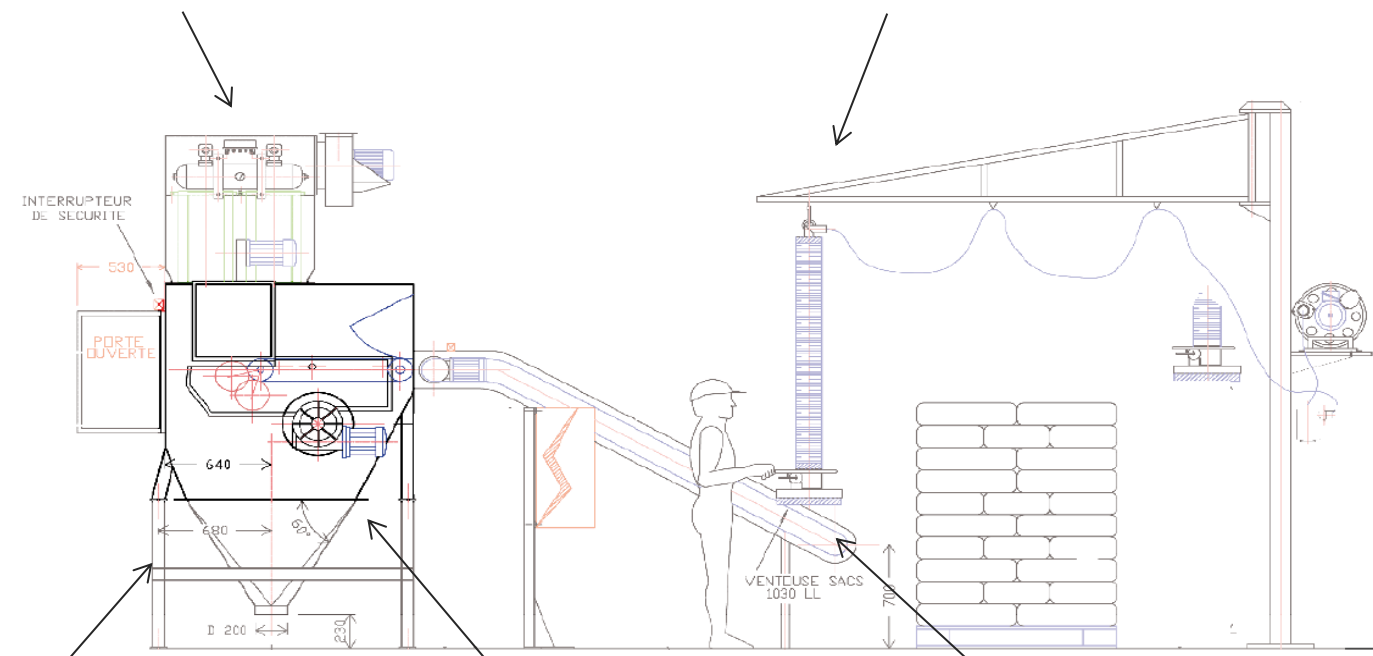 INTERRUPTEUR
DE SECURITE
530
PORTE
OUVERTE
640
680
60°
D 200
230
VENTEUSE SACS
1030 LL
700